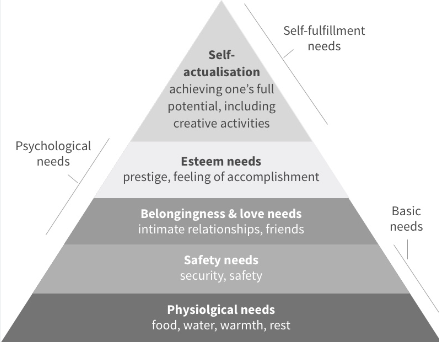 Self-fulfillment
needs
Self-
actualisation
achieving one's full
potential, including
creative activities
Psychological
needs
Esteem needs
prestige, feeling of accomplishment
Belongingness & love needs
intimate relationships, friends
Basic
needs
Safety needs
security, safety
Physiolgical needs
food, water, warmth, rest